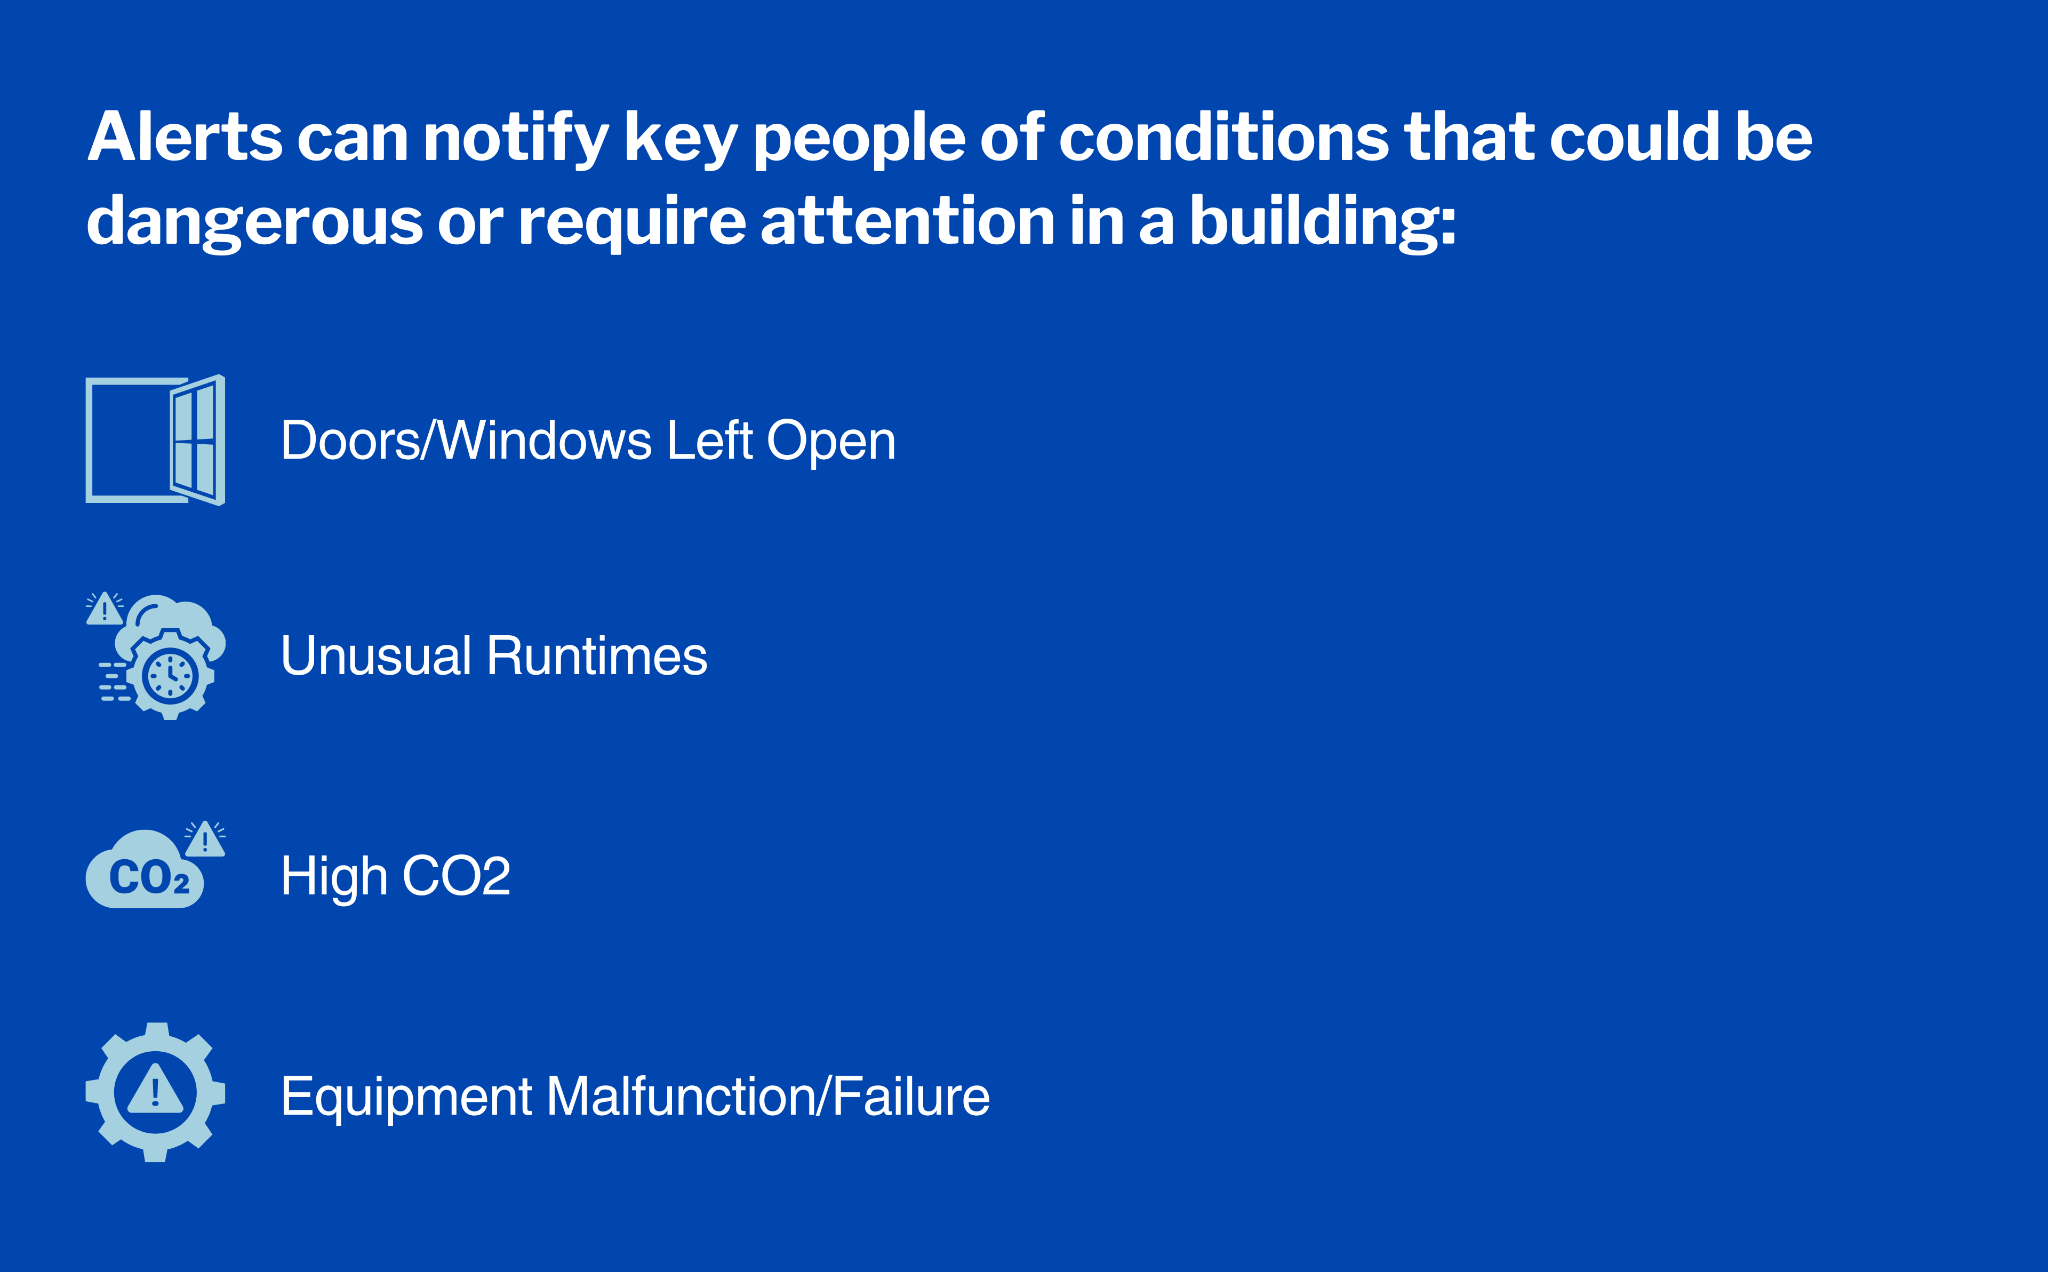 Alerts can notify key people of conditions that could be
dangerous or require attention in a building:
Doors/Windows Left Open
Unusual Runtimes
CO₂
High CO2
Equipment Malfunction/Failure